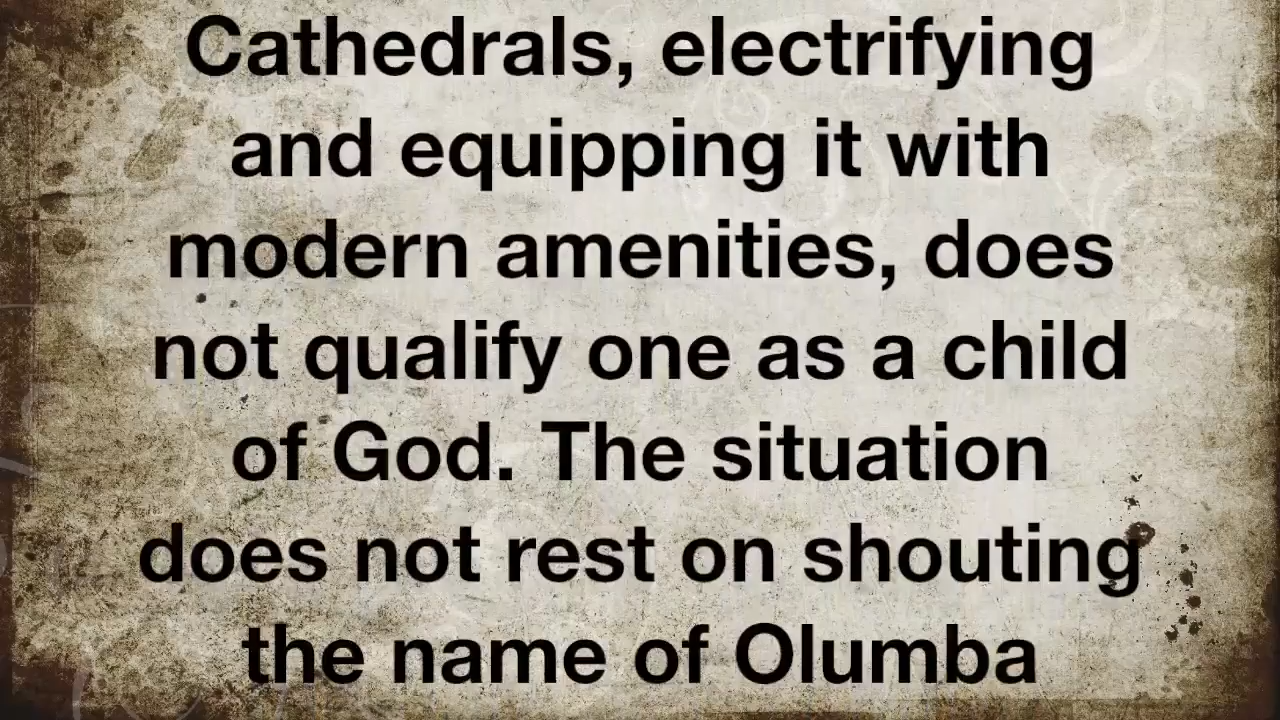 Cathedrals, electrifying
and equipping it with
modern amenities, does
not qualify one as a child
of God. The situation
does not rest on shouting
the name of Olumba